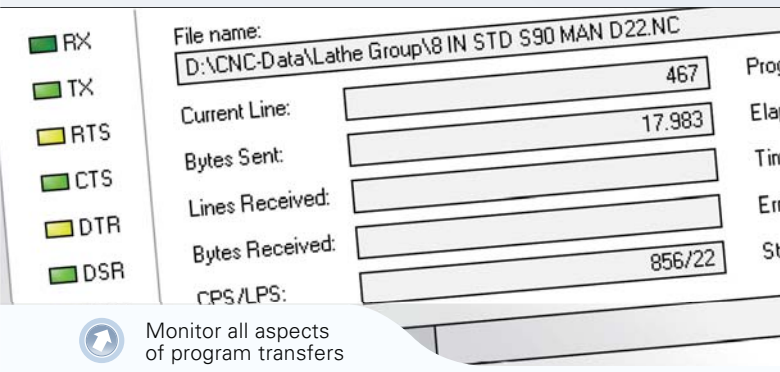 RX
TX
RTS
CTS
DTR
DSR
File name:
D:\CNC-Data\Lathe Group\8 IN STD S90 MAN D22.NC
Current Line: 467
Bytes Sent: 17.983
Lines Received:
Bytes Received:
CPS/LPS: 856/22
Monitor all aspects
of program transfers